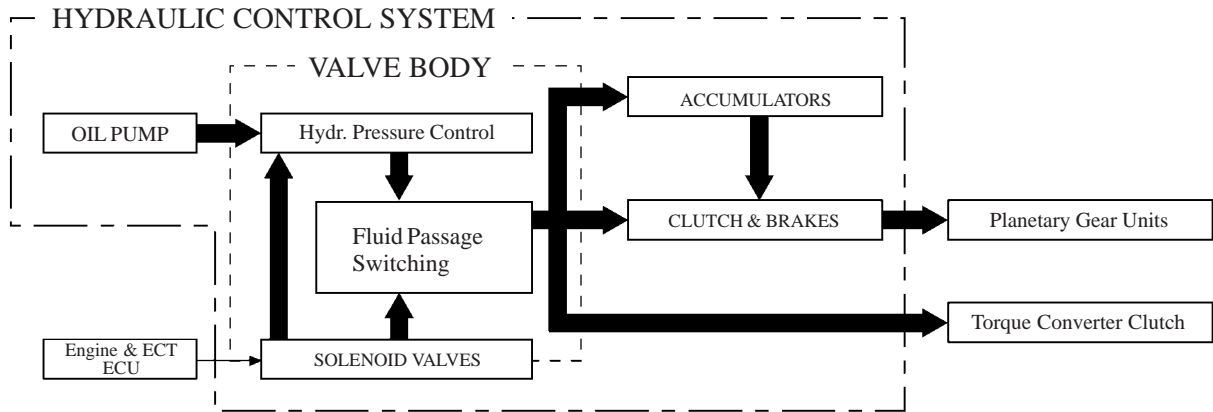 HYDRAULIC CONTROL SYSTEM
VALVE BODY
ACCUMULATORS
OIL PUMP
Hydr. Pressure Control
Fluid Passage
Switching
CLUTCH & BRAKES
Planetary Gear Units
Torque Converter Clutch
Engine & ECT
ECU
SOLENOID VALVES